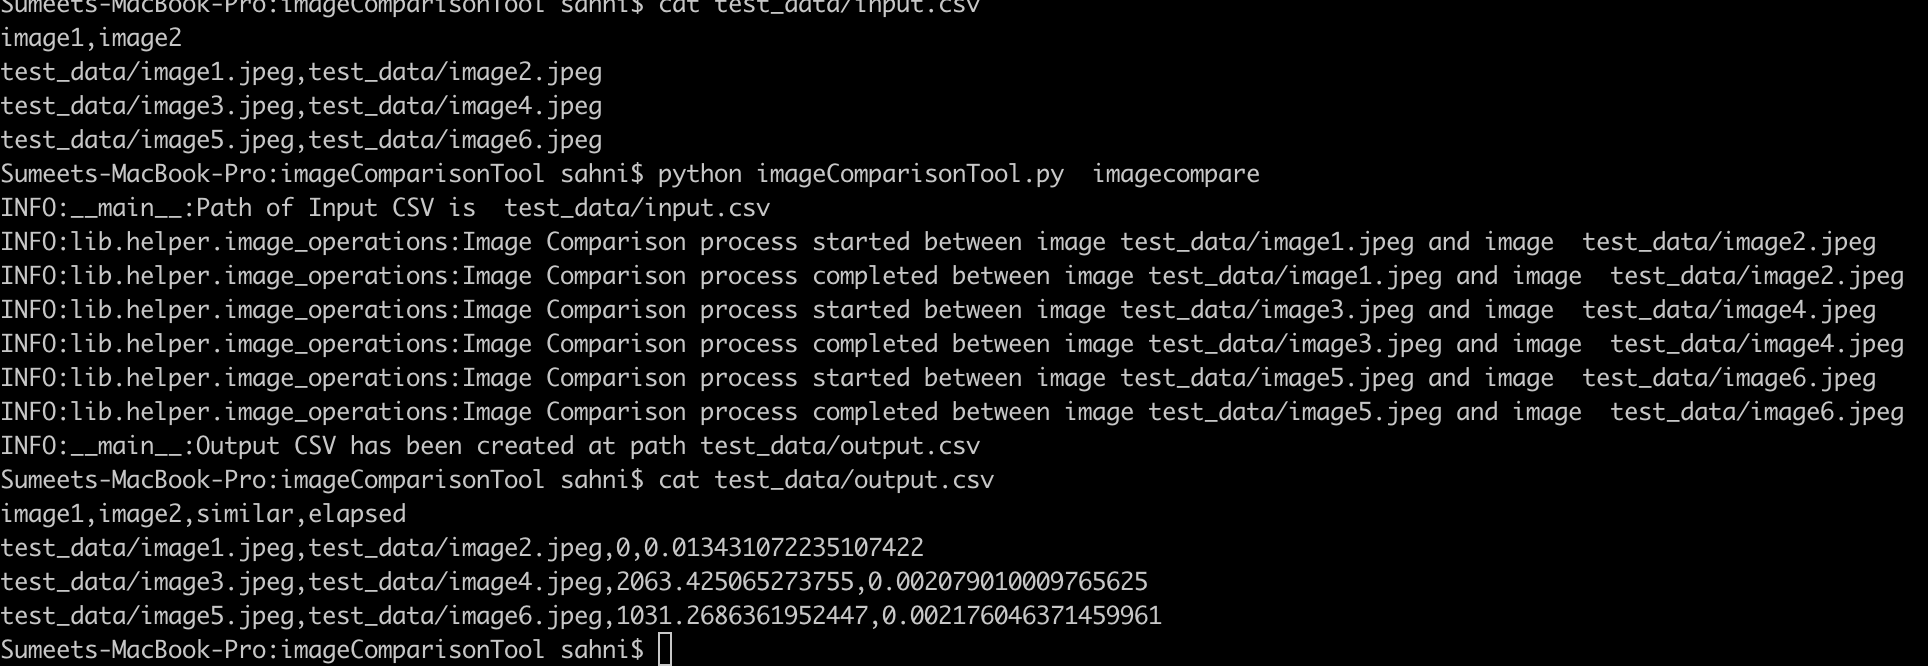 Sumeets-MacBook-Pro:imageComparisonTool sahni$ cat test_data/input.csv
image1,image2
test_data/image1.jpeg,test_data/image2.jpeg
test_data/image3.jpeg,test_data/image4.jpeg
test_data/image5.jpeg,test_data/image6.jpeg
Sumeets-MacBook-Pro:imageComparisonTool sahni$ python imageComparisonTool.py  imagecompare
INFO:__main__:Path of Input CSV is  test_data/input.csv
INFO:lib.helper.image_operations:Image Comparison process started between image test_data/image1.jpeg and image  test_data/image2.jpeg
INFO:lib.helper.image_operations:Image Comparison process completed between image test_data/image1.jpeg and image  test_data/image2.jpeg
INFO:lib.helper.image_operations:Image Comparison process started between image test_data/image3.jpeg and image  test_data/image4.jpeg
INFO:lib.helper.image_operations:Image Comparison process completed between image test_data/image3.jpeg and image  test_data/image4.jpeg
INFO:lib.helper.image_operations:Image Comparison process started between image test_data/image5.jpeg and image  test_data/image6.jpeg
INFO:lib.helper.image_operations:Image Comparison process completed between image test_data/image5.jpeg and image  test_data/image6.jpeg
INFO:__main__:Output CSV has been created at path test_data/output.csv
Sumeets-MacBook-Pro:imageComparisonTool sahni$ cat test_data/output.csv
image1,image2,similar,elapsed
test_data/image1.jpeg,test_data/image2.jpeg,0,0.013431072235107422
test_data/image3.jpeg,test_data/image4.jpeg,2063.425065273755,0.002079010009765625
test_data/image5.jpeg,test_data/image6.jpeg,1031.2686361952447,0.002176046371459961
Sumeets-MacBook-Pro:imageComparisonTool sahni$